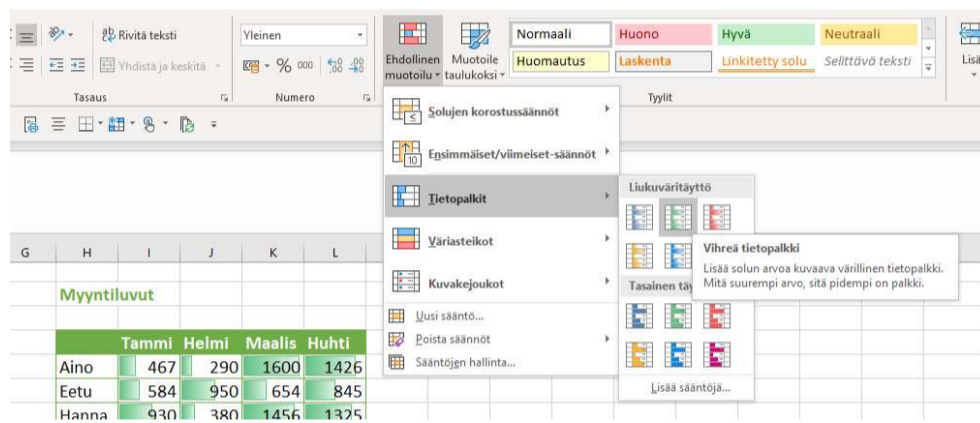 Rivitä teksti
Yhdistä ja keskitä
Tasaus
Yleinen
% 000
Numero
Ehdollinen muotoilu
Muotoile taulukoksi
Normaali Huono Hyvä Neutraali
Huomautus Laskenta Linkitetty solu Selittävä teksti
Tyylit
Lisä
Solujen korostussäännöt
Ensimmäiset/viimeiset-säännöt
Tietopalkit
Väriasteikot
Kuvakejoukot
Uusi sääntö...
Poista säännöt
Sääntöjen hallinta...
Liukuväritäyttö
Tasainen täy
Lisää sääntöjä...
Vihreä tietopalkki
Lisää solun arvoa kuvaava värillinen tietopalkki.
Mitä suurempi arvo, sitä pidempi on palkki.
G H I J K L
Myyntiluvut
Tammi Helmi Maalis Huhti
Aino 467 290 1600 1426
Eetu 584 950 654 845
Hanna 930 380 1456 1325